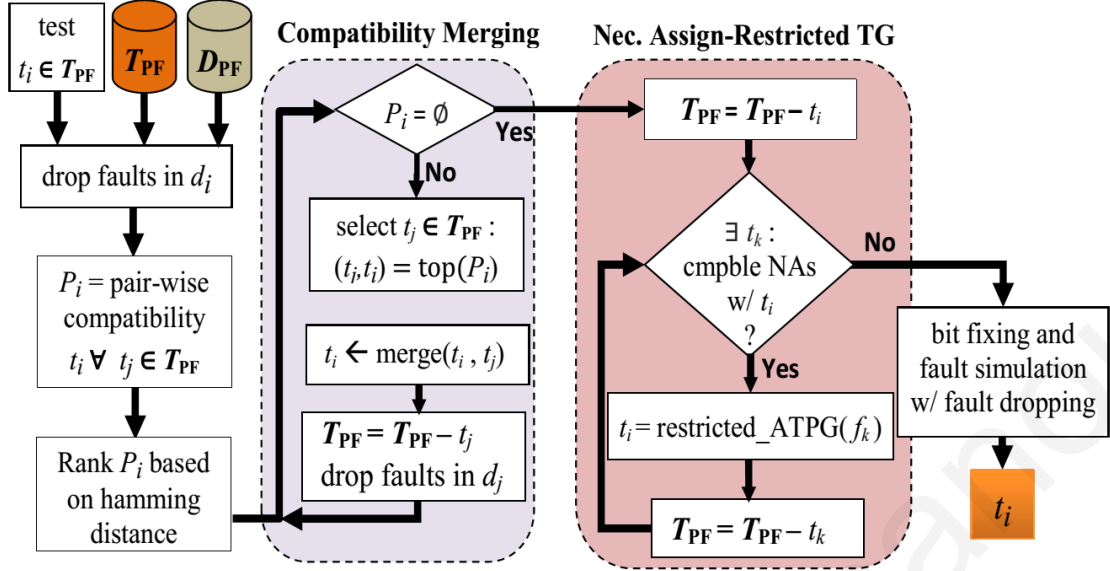 test
tᵢ ∈ T_PF
T_PF
D_PF
drop faults in dᵢ
Pᵢ = pair-wise
compatibility
tᵢ ∀ tⱼ ∈ T_PF
Rank Pᵢ based
on hamming
distance
Compatibility Merging
Pᵢ = ∅
Yes
No
select tⱼ ∈ T_PF :
(tᵢ,tᵢ) = top(Pᵢ)
tᵢ ← merge(tᵢ , tⱼ)
T_PF = T_PF – tⱼ
drop faults in dⱼ
Nec. Assign-Restricted TG
T_PF = T_PF – tᵢ
∃ tₖ :
cmpble NAs
w/ tᵢ
?
No
Yes
tᵢ = restricted_ATPG(fₖ)
T_PF = T_PF – tₖ
bit fixing and
fault simulation
w/ fault dropping
tᵢ